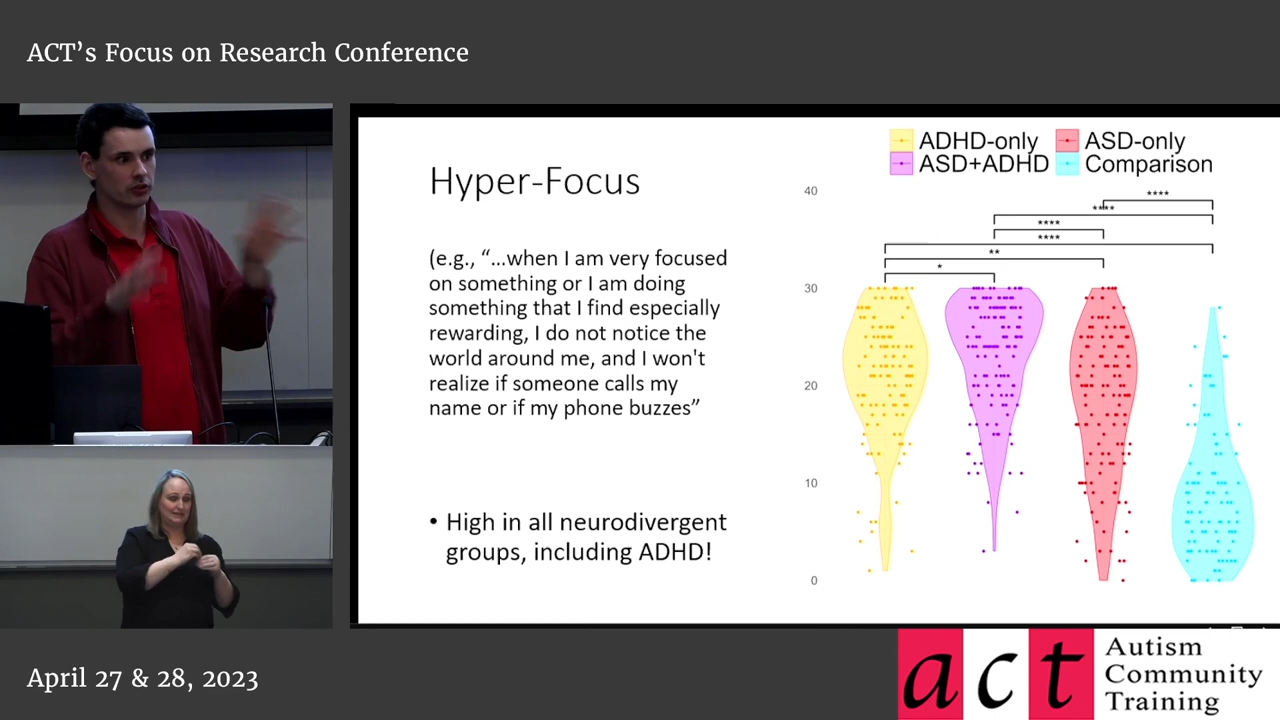 ACT’s Focus on Research Conference
ADHD-only
ASD-only
ASD+ADHD
Comparison
Hyper-Focus
(e.g., “...when I am very focused
on something or I am doing
something that I find especially
rewarding, I do not notice the
world around me, and I won't
realize if someone calls my
name or if my phone buzzes”
• High in all neurodivergent
groups, including ADHD!
40
30
20
10
0
****
****
****
****
**
*
April 27 & 28, 2023
act
Autism
Community
Training